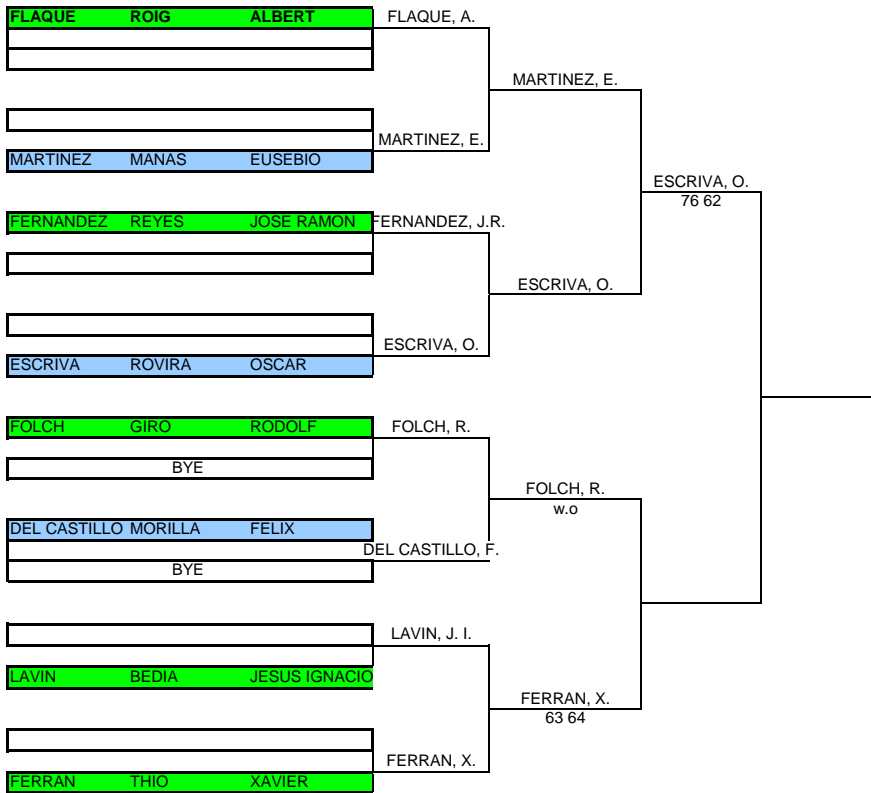 FLAQUE ROIG ALBERT FLAQUE, A.
MARTINEZ, E.
MARTINEZ, E.
MARTINEZ MAÑAS EUSEBIO
ESCRIVA, O.
76 62
FERNANDEZ REYES JOSE RAMON FERNANDEZ, J.R.
ESCRIVA, O.
ESCRIVA, O.
ESCRIVA ROVIRA OSCAR
FOLCH GIRO RODOLF FOLCH, R.
BYE
FOLCH, R.
w.o
DEL CASTILLO MORILLA FELIX
DEL CASTILLO, F.
BYE
LAVIN, J. I.
LAVIN BEDIA JESUS IGNACIO
FERRAN, X.
63 64
FERRAN, X.
FERRAN THIO XAVIER